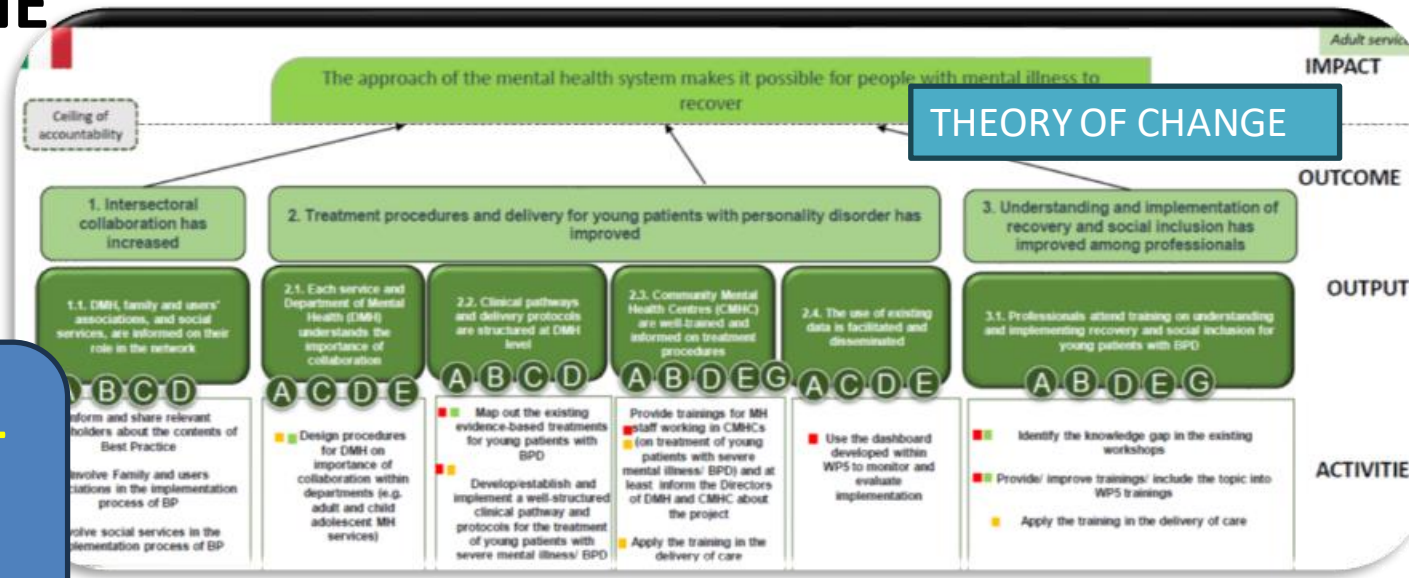 Adult servic
IMPACT
The approach of the mental health system makes it possible for people with mental illness to
recover
Ceiling of
accountability
THEORY OF CHANGE
OUTCOME
1. Intersectoral
collaboration has
increased
2. Treatment procedures and delivery for young patients with personality disorder has
improved
3. Understanding and implementation of
recovery and social inclusion has
improved among professionals
OUTPUT
1.1. DMH, family and users'
associations, and social
services, are informed on their
role in the network
2.1. Each service and
Department of Mental
Health (DMH)
understands the
importance of
collaboration
2.2. Clinical pathways
and delivery protocols
are structured at DMH
level
2.3. Community Mental
Health Centres (CMHC)
are well-trained and
informed on treatment
procedures
2.4. The use of existing
data is facilitated and
disseminated
3.1. Professionals attend training on understanding
and implementing recovery and social inclusion for
young patients with BPD
A B C D
A C D E
A B C D
A B D E G
A C D E
A B D E G
ACTIVITIE
nform and share relevant
holders about the contents of
Best Practice
nvolve Family and users
ciations in the implementation
process of BP
volve social services in the
plementation process of BP
Design procedures
for DMH on
importance of
collaboration within
departments (e.g.
adult and child
adolescent MH
services)
Map out the existing
evidence-based treatments
for young patients with
BPD
Develop/establish and
implement a well-structured
clinical pathway and
protocols for the treatment
of young patients with
severe mental illness/ BPD
Provide trainings for MH
staff working in CMHCs
(on treatment of young
patients with severe
mental illness/ BPD) and at
least inform the Directors
of DMH and CMHC about
the project
Apply the training in the
delivery of care
Use the dashboard
developed within
WP5 to monitor and
evaluate
implementation
Identify the knowledge gap in the existing
workshops
Provide/ improve trainings/ include the topic into
WP5 trainings
Apply the training in the delivery of care